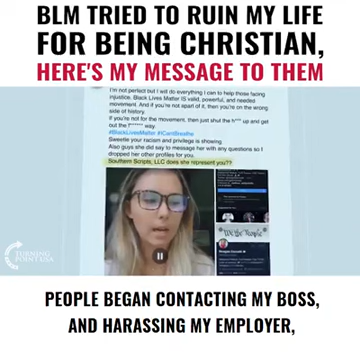 BLM TRIED TO RUIN MY LIFE
FOR BEING CHRISTIAN,
HERE'S MY MESSAGE TO THEM
I'm not perfect but I will do everything I can to help those facing
injustice. Black Lives Matter IS valid, powerful, and needed
movement. And if you're not apart of it, then you're on the wrong
side of history.
If you're not for the movement, then just shut the h*** up and get
out the f****** way.
#BlackLivesMatter #ICantBreathe
Sweetie your racism and privilege is showing.
Also guys she did say to message her with any questions so I
dropped her other profiles for you.
Southern Scripts, LLC does she represent you??
We the People
TURNING
POINT USA
PEOPLE BEGAN CONTACTING MY BOSS,
AND HARASSING MY EMPLOYER,